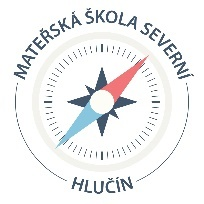 MATEŘSKÁ ŠKOLA SEVERNÍ
HLUČÍN